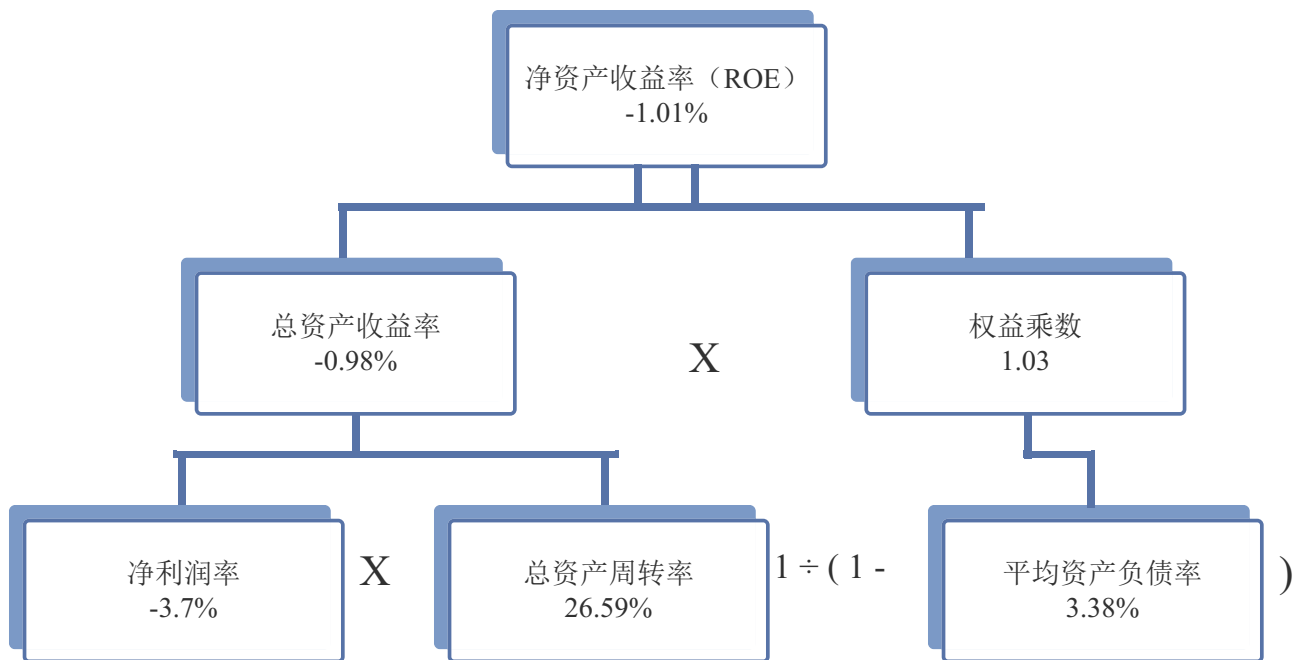 净资产收益率（ROE）
-1.01%
总资产收益率
-0.98%
X
权益乘数
1.03
净利润率
-3.7%
X
总资产周转率
26.59%
1 ÷ ( 1 -
平均资产负债率
3.38%
)